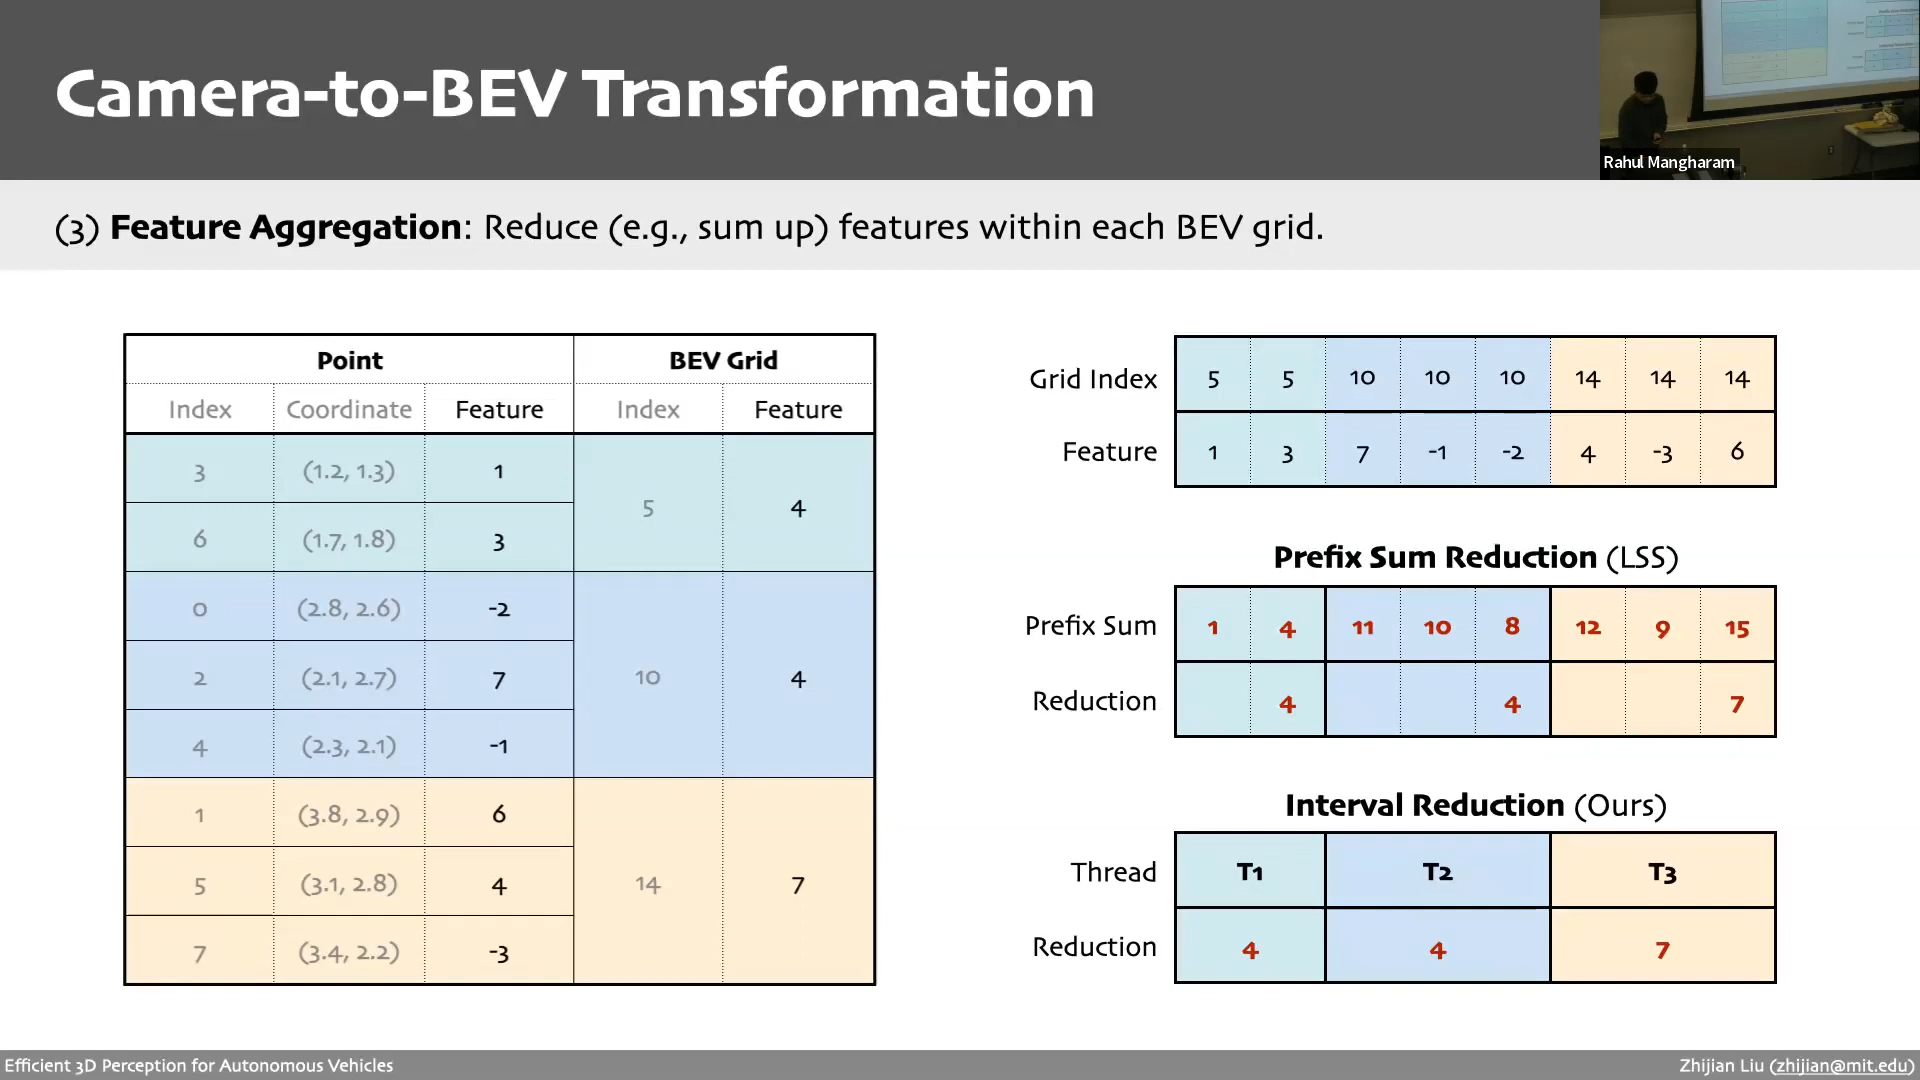 Camera-to-BEV Transformation
Rahul Mangharam
(3) Feature Aggregation: Reduce (e.g., sum up) features within each BEV grid.
Point BEV Grid
Index Coordinate Feature Index Feature
3 (1.2, 1.3) 1
5 4
6 (1.7, 1.8) 3
0 (2.8, 2.6) -2
2 (2.1, 2.7) 7 10 4
4 (2.3, 2.1) -1
1 (3.8, 2.9) 6
5 (3.1, 2.8) 4 14 7
7 (3.4, 2.2) -3
Grid Index 5 5 10 10 10 14 14 14
Feature 1 3 7 -1 -2 4 -3 6
Prefix Sum Reduction (LSS)
Prefix Sum 1 4 11 10 8 12 9 15
Reduction 4 4 7
Interval Reduction (Ours)
Thread T1 T2 T3
Reduction 4 4 7
Efficient 3D Perception for Autonomous Vehicles
Zhijian Liu (zhijian@mit.edu)